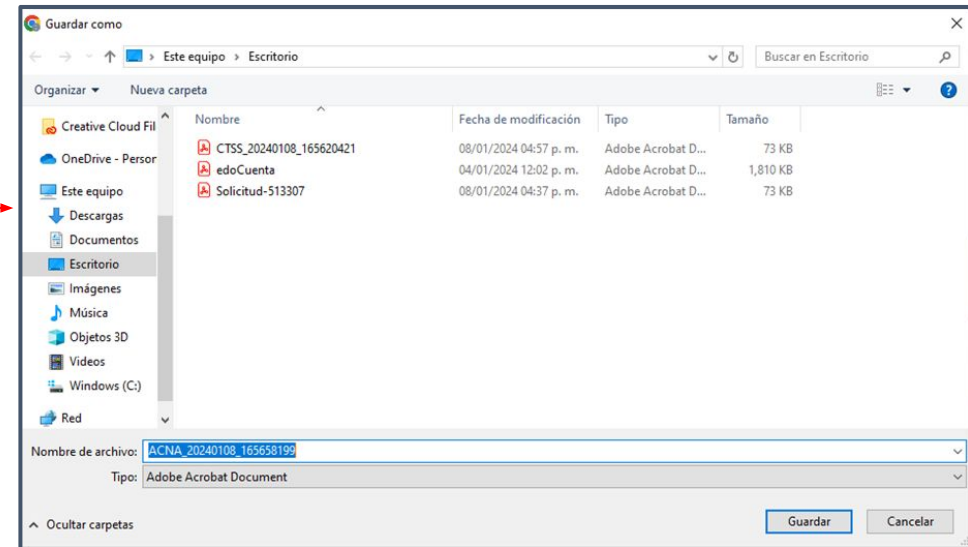 Guardar como
Este equipo > Escritorio
Buscar en Escritorio
Organizar
Nueva carpeta
Creative Cloud Fil
OneDrive - Person
Este equipo
Descargas
Documentos
Escritorio
Imágenes
Música
Objetos 3D
Videos
Windows (C:)
Red
Nombre Fecha de modificación Tipo Tamaño
CTSS_20240108_165620421 08/01/2024 04:57 p. m. Adobe Acrobat D... 73 KB
edoCuenta 04/01/2024 12:02 p. m. Adobe Acrobat D... 1,810 KB
Solicitud-513307 08/01/2024 04:37 p. m. Adobe Acrobat D... 73 KB
Nombre de archivo: ACNA_20240108_165658199
Tipo: Adobe Acrobat Document
Ocultar carpetas
Guardar
Cancelar